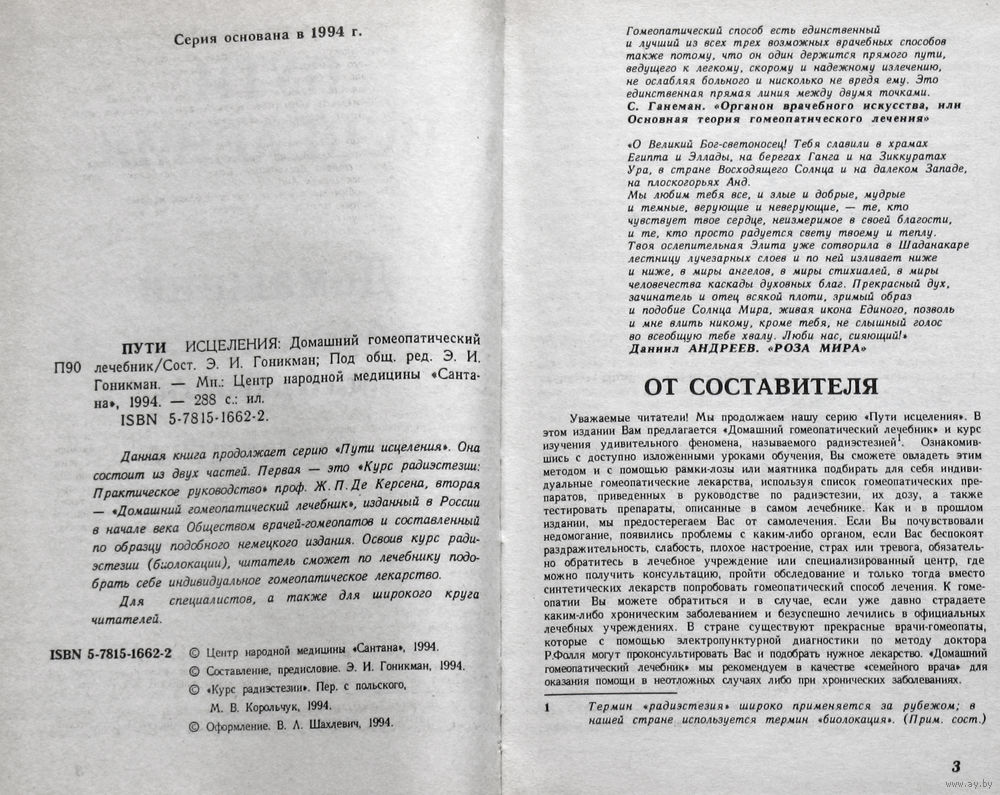 Серия основана в 1994 г.
ПУТИ ИСЦЕЛЕНИЯ: Домашний гомеопатический
П90 лечебник/Сост. Э. И. Гоникман; Под общ. ред. Э. И.
Гоникман. — Мн.: Центр народной медицины «Санта-
на», 1994. — 288 с.: ил.
ISBN 5-7815-1662-2.
Данная книга продолжает серию «Пути исцеления». Она
состоит из двух частей. Первая — это «Курс радиэстезии:
Практическое руководство» проф. Ж. П. Де Керсена, вторая
— «Домашний гомеопатический лечебник», изданный в России
в начале века Обществом врачей-гомеопатов и составленный
по образцу подобного немецкого издания. Освоив курс ради-
эстезии (биолокации), читатель сможет по лечебнику подо-
брать себе индивидуальное гомеопатическое лекарство.
Для специалистов, а также для широкого круга
читателей.
ISBN 5-7815-1662-2
© Центр народной медицины «Сантана», 1994.
© Составление, предисловие. Э. И. Гоникман, 1994.
© «Курс радиэстезии». Пер. с польского,
М. В. Корольчук, 1994.
© Оформление. В. Л. Шахлевич, 1994.
Гомеопатический способ есть единственный
и лучший из всех трех возможных врачебных способов
также потому, что он один держится прямого пути,
ведущего к легкому, скорому и надежному излечению,
не ослабляя больного и нисколько не вредя ему. Это
единственная прямая линия между двумя точками.
С. Ганеман. «Органон врачебного искусства, или
Основная теория гомеопатического лечения»
«О Великий Бог-светоносец! Тебя славили в храмах
Египта и Эллады, на берегах Ганга и на Зиккуратах
Ура, в стране Восходящего Солнца и на далеком Западе,
на плоскогорьях Анд.
Мы любим тебя все, и злые и добрые, мудрые
и темные, верующие и неверующие, — те, кто
чувствует твое сердце, неизмеримое в своей благости,
и те, кто просто радуется свету твоему и теплу.
Твоя ослепительная Элита уже сотворила в Шаданакаре
лестницу лучезарных слоев и по ней изливает ниже
и ниже, в миры ангелов, в миры стихиалей, в миры
человечества каскады духовных благ. Прекрасный дух,
зачинатель и отец всякой плоти, зримый образ
и подобие Солнца Мира, живая икона Единого, позволь
и мне влить никому, кроме тебя, не слышный голос
во всеобщую тебе хвалу. Люби нас, сияющий!»
Даниил АНДРЕЕВ. «РОЗА МИРА»
ОТ СОСТАВИТЕЛЯ
Уважаемые читатели! Мы продолжаем нашу серию «Пути исцеления». В
этом издании Вам предлагается «Домашний гомеопатический лечебник» и курс
изучения удивительного феномена, называемого радиэстезией¹. Ознакомив-
шись с доступно изложенными уроками обучения, Вы сможете овладеть этим
методом и с помощью рамки-лозы или маятника подбирать для себя индиви-
дуальные гомеопатические лекарства, используя список гомеопатических пре-
паратов, приведенных в руководстве по радиэстезии, их дозу, а также
тестировать препараты, описанные в самом лечебнике. Как и в прошлом
издании, мы предостерегаем Вас от самолечения. Если Вы почувствовали
недомогание, появились проблемы с каким-либо органом, если Вас беспокоят
раздражительность, слабость, плохое настроение, страх или тревога, обязатель-
но обратитесь в лечебное учреждение или специализированный центр, где
можно получить консультацию, пройти обследование и только тогда вместо
синтетических лекарств попробовать гомеопатический способ лечения. К гоме-
опатии Вы можете обратиться и в случае, если уже давно страдаете
каким-либо хроническим заболеванием и безуспешно лечились в официальных
лечебных учреждениях. В стране существуют прекрасные врачи-гомеопаты,
которые с помощью электропунктурной диагностики по методу доктора
Р.Фолля могут проконсультировать Вас и подобрать нужное лекарство. «Домашний
гомеопатический лечебник» мы рекомендуем в качестве «семейного врача» для
оказания помощи в неотложных случаях либо при хронических заболеваниях.
1 Термин «радиэстезия» широко применяется за рубежом; в
нашей стране используется термин «биолокация». (Прим. сост.)
3
www.ay.by